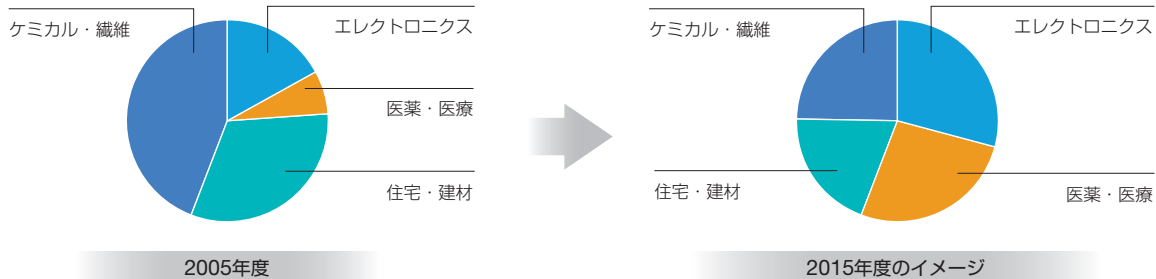 ケミカル・繊維
エレクトロニクス
医薬・医療
住宅・建材
2005年度
ケミカル・繊維
エレクトロニクス
住宅・建材
医薬・医療
2015年度のイメージ